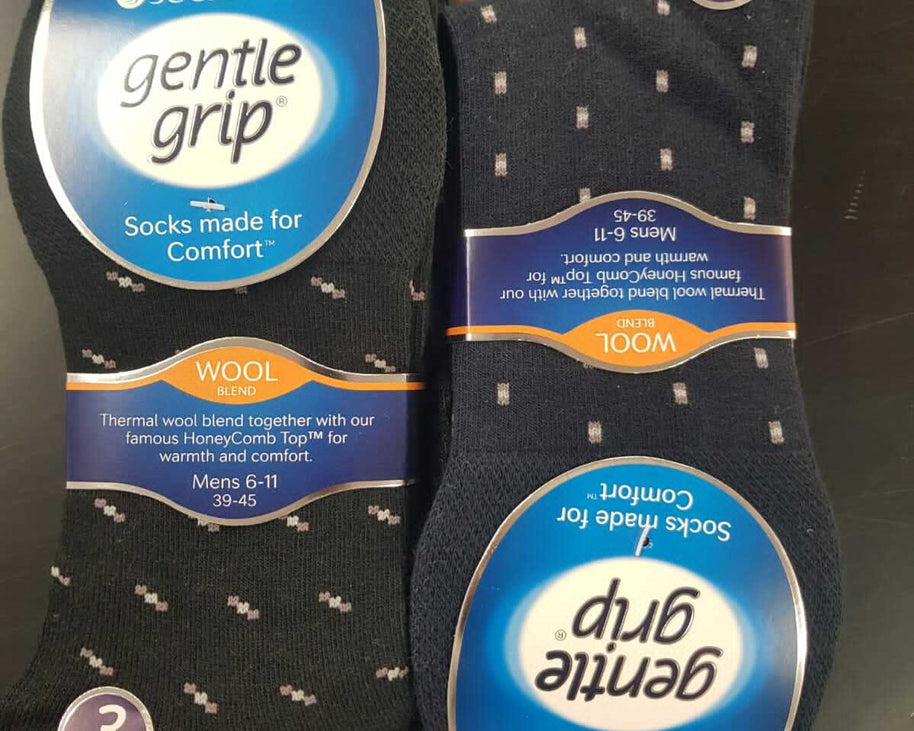 gentle
grip®
Socks made for
Comfort™
WOOL
BLEND
Thermal wool blend together with our
famous HoneyComb Top™ for
warmth and comfort.
Mens 6-11
39-45
3
gentle
grip®
Socks made for
Comfort™
WOOL
BLEND
Thermal wool blend together with our
famous HoneyComb Top™ for
warmth and comfort.
Mens 6-11
39-45